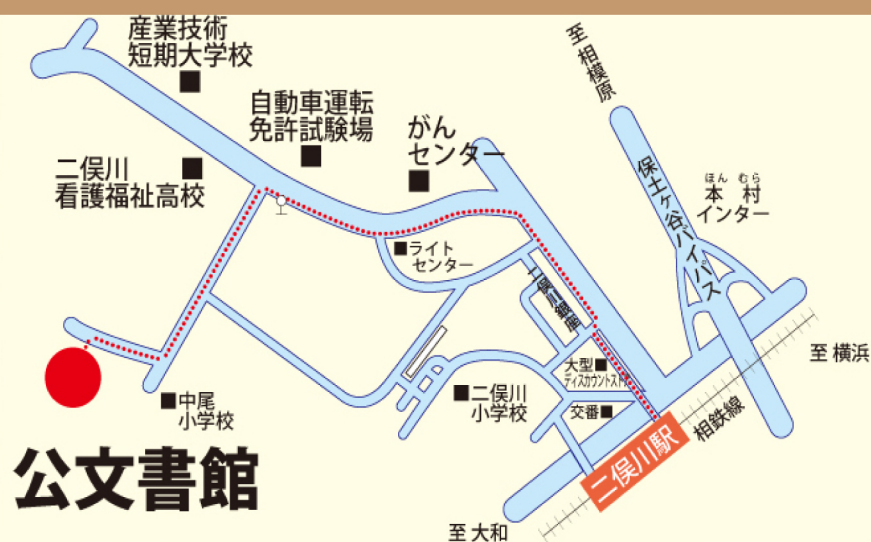 産業技術
短期大学校
自動車運転
免許試験場
がん
センター
二俣川
看護福祉高校
至相模原
保土ヶ谷バイパス
ほん むら
本 村
インター
ライト
センター
二俣川銀座
大型
ディスカウントスト
交番
二俣川
小学校
中尾
小学校
至 横浜
相鉄線
二俣川駅
至 大和
公文書館